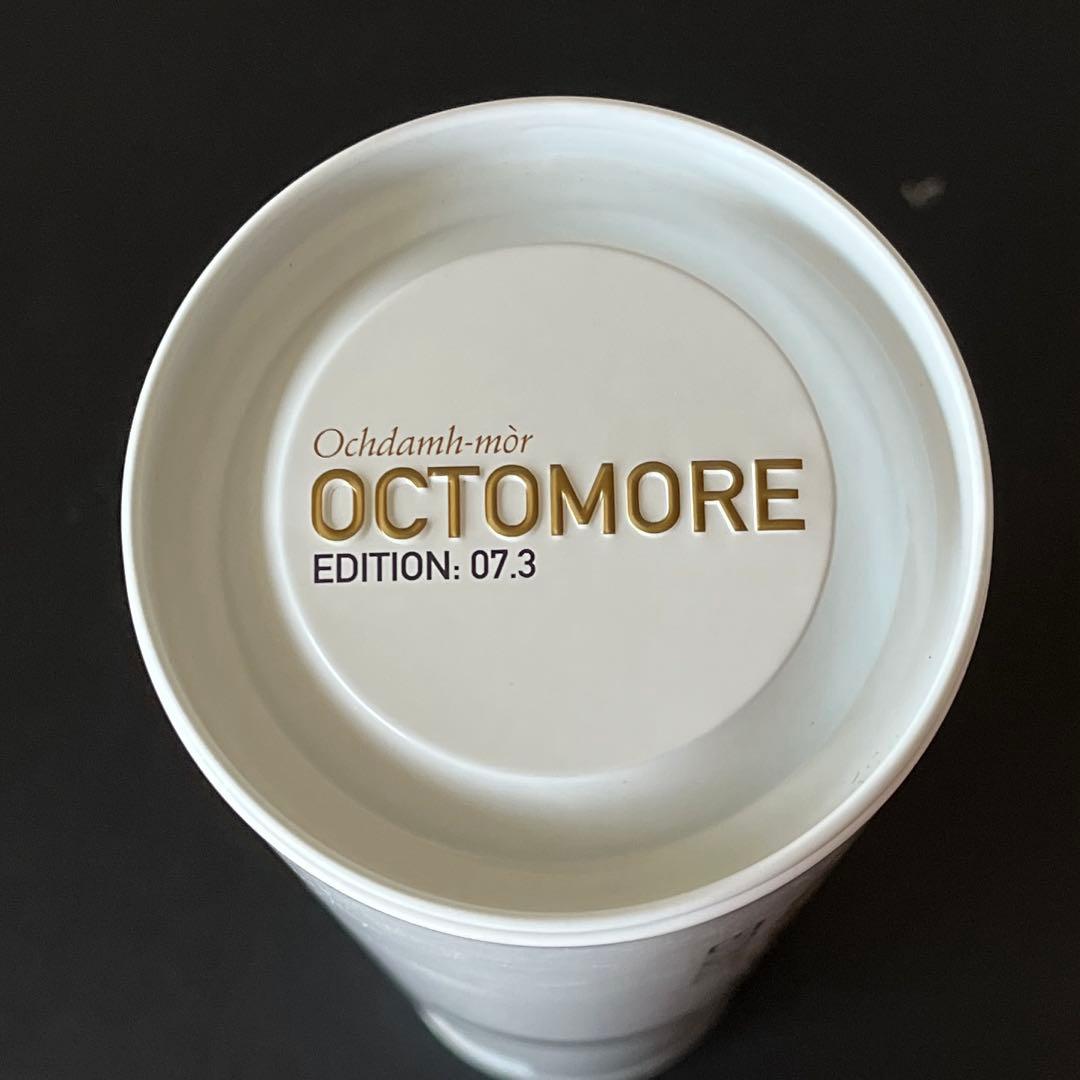 Ochdamh-mòr
OCTOMORE
EDITION: 07.3